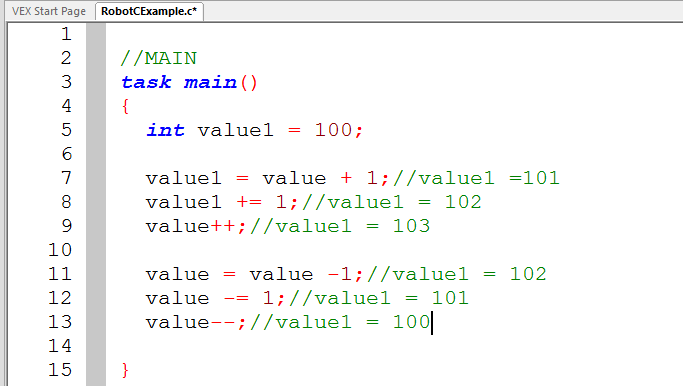 VEX Start Page RobotCExample.c*
1
2 //MAIN
3 task main()
4 {
5 int value1 = 100;
6
7 value1 = value + 1;//value1 =101
8 value1 += 1;//value1 = 102
9 value++;//value1 = 103
10
11 value = value -1;//value1 = 102
12 value -= 1;//value1 = 101
13 value--;//value1 = 100
14
15 }